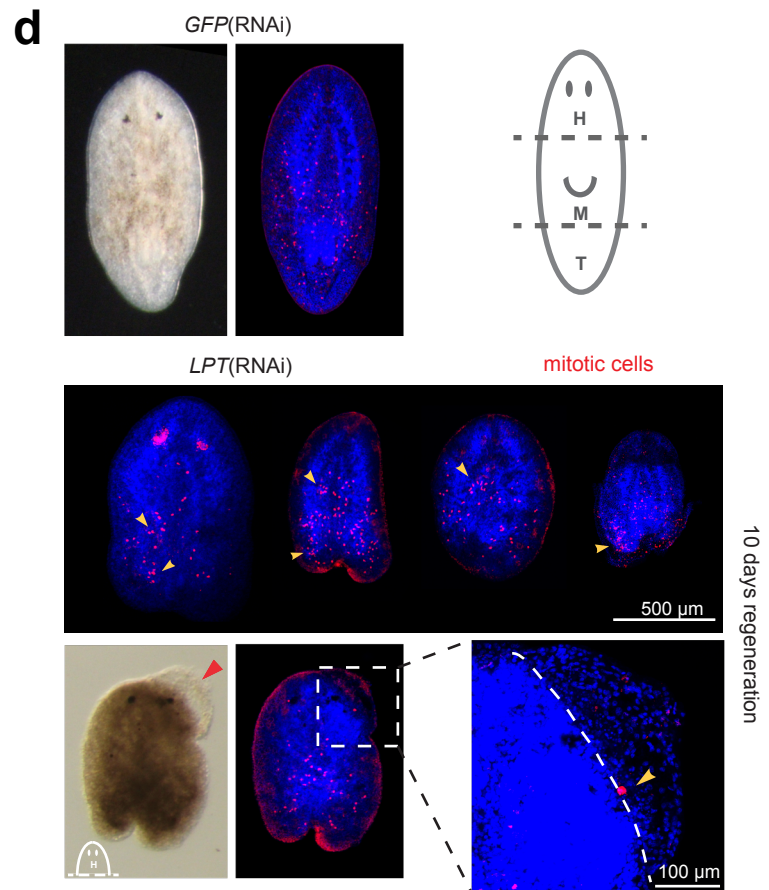 d
GFP(RNAi)
H
M
T
LPT(RNAi)
mitotic cells
500 µm
10 days regeneration
H
100 µm